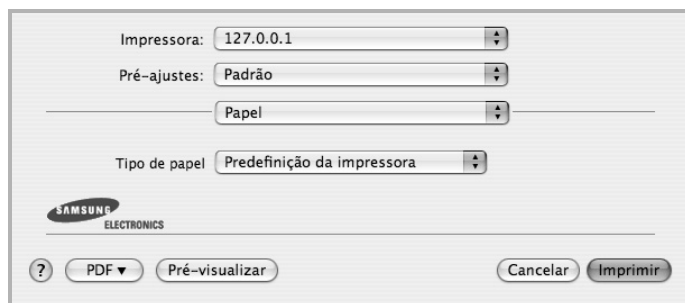 Impressora: 127.0.0.1
Pré-ajustes: Padrão
Papel
Tipo de papel Predefinição da impressora
SAMSUNG
ELECTRONICS
? PDF ▼ Pré-visualizar Cancelar Imprimir